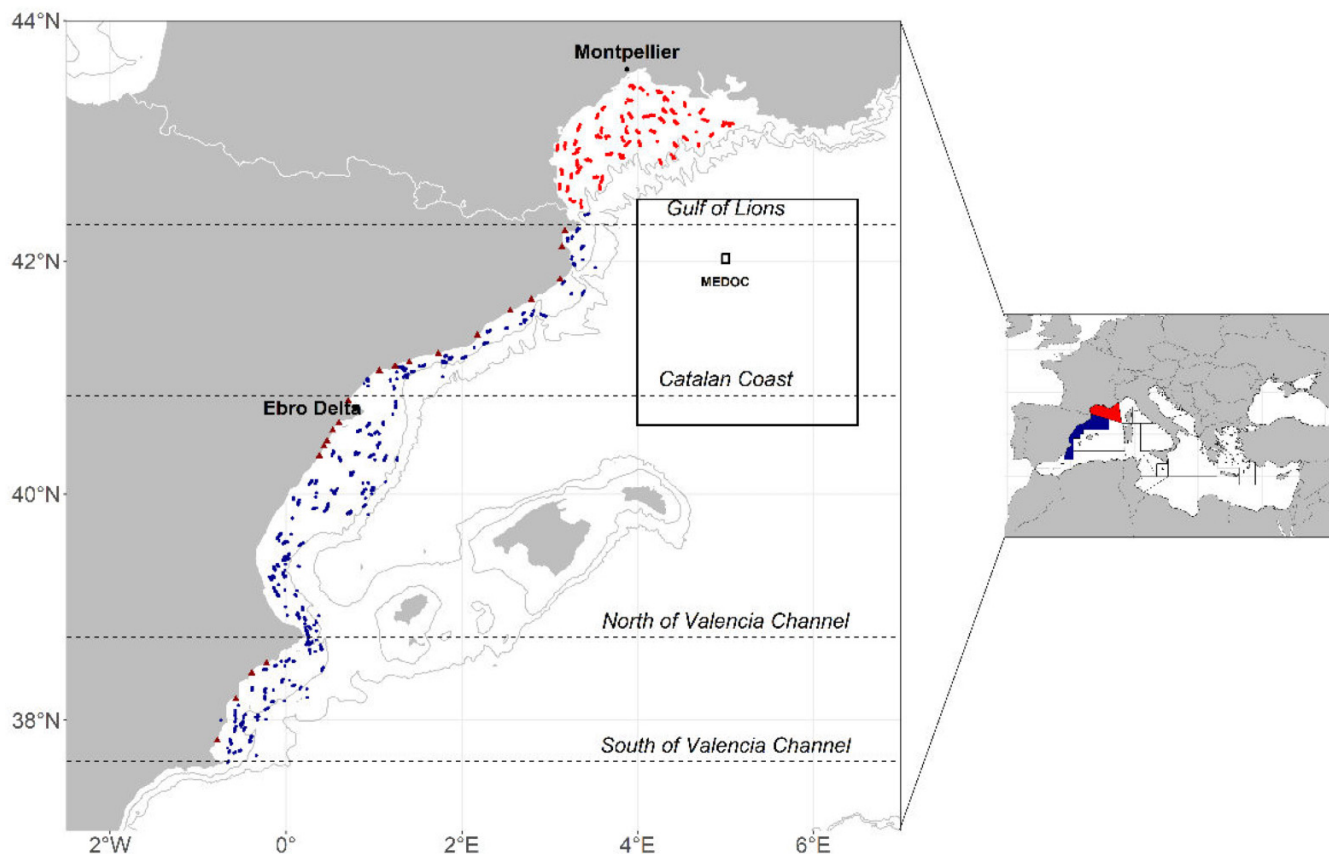 44°N
Montpellier
Gulf of Lions
42°N
MEDOC
Catalan Coast
Ebro Delta
40°N
North of Valencia Channel
38°N
South of Valencia Channel
2°W
0°
2°E
4°E
6°E